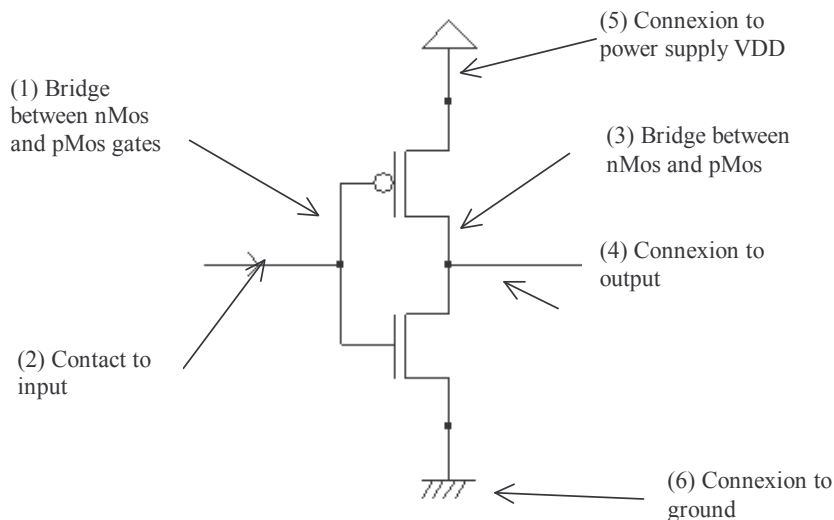 (5) Connexion to
power supply VDD
(1) Bridge
between nMos
and pMos gates
(3) Bridge between
nMos and pMos
(4) Connexion to
output
(2) Contact to
input
(6) Connexion to
ground